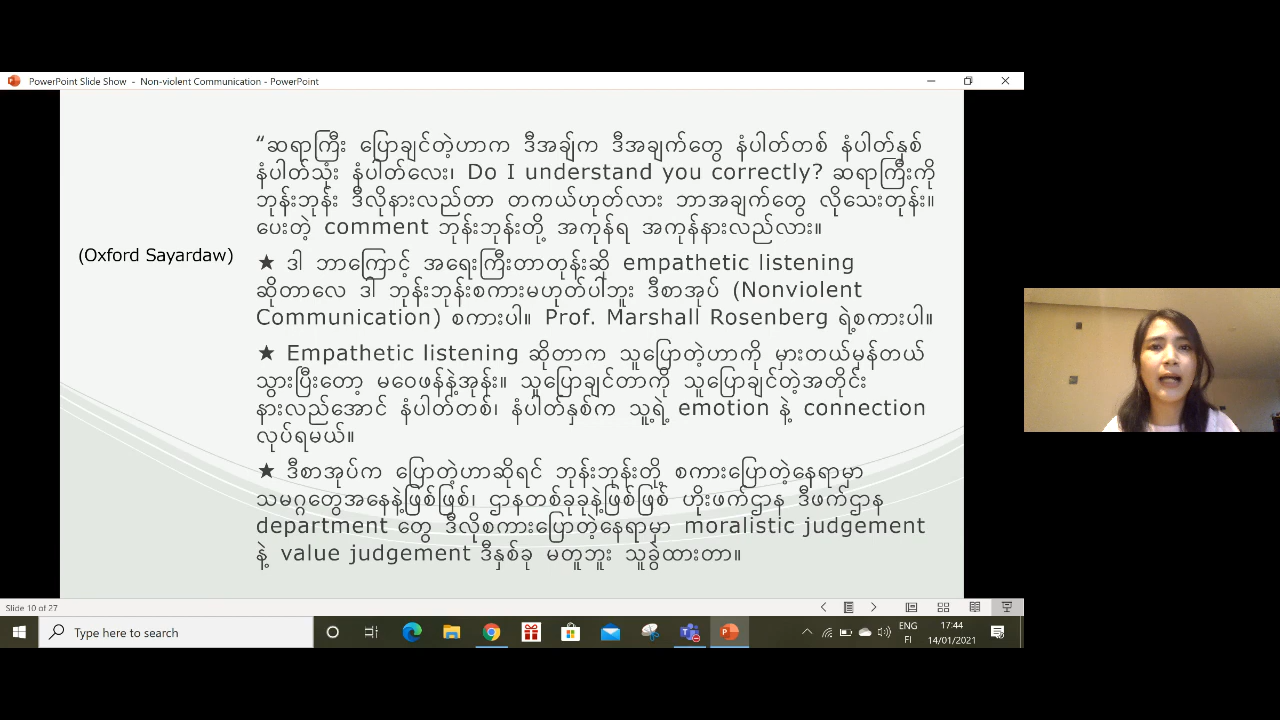 PowerPoint Slide Show - Non-violent Communication - PowerPoint
“ဆရာကြီး ပြောချင်တဲ့ဟာက ဒီအချ်က ဒီအချက်တွေ နံပါတ်တစ် နံပါတ်နှစ်
နံပါတ်သုံး နံပါတ်လေး၊ Do I understand you correctly? ဆရာကြီးကို
ဘုန်းဘုန်း ဒီလိုနားလည်တာ တကယ်ဟုတ်လား ဘာအချက်တွေ လိုသေးတုန်း။
ပေးတဲ့ comment ဘုန်းဘုန်းတို့ အကုန်ရ အကုန်နားလည်လား။
(Oxford Sayardaw)
★ ဒါ ဘာကြောင့် အရေးကြီးတာတုန်းဆို empathetic listening
ဆိုတာလေ ဒါ ဘုန်းဘုန်းစကားမဟုတ်ပါဘူး ဒီစာအုပ် (Nonviolent
Communication) စကားပါ။ Prof. Marshall Rosenberg ရဲ့စကားပါ။
★ Empathetic listening ဆိုတာက သူပြောတဲ့ဟာကို မှားတယ်မှန်တယ်
သွားပြီးတော့ မဝေဖန်နဲ့အုန်း။ သူပြောချင်တာကို သူပြောချင်တဲ့အတိုင်း
နားလည်အောင် နံပါတ်တစ်၊ နံပါတ်နှစ်က သူ့ရဲ့ emotion နဲ့ connection
လုပ်ရမယ်။
★ ဒီစာအုပ်က ပြောတဲ့ဟာဆိုရင် ဘုန်းဘုန်းတို့ စကားပြောတဲ့နေရာမှာ
သမဂ္ဂတွေအနေနဲ့ဖြစ်ဖြစ်၊ ဌာနတစ်ခုခုနဲ့ဖြစ်ဖြစ် ဟိုးဖက်ဌာန ဒီဖက်ဌာန
department တွေ ဒီလိုစကားပြောတဲ့နေရာမှာ moralistic judgement
နဲ့ value judgement ဒီနှစ်ခု မတူဘူး သူခွဲထားတာ။
Slide 10 of 27
Type here to search
ENG
FI
17:44
14/01/2021